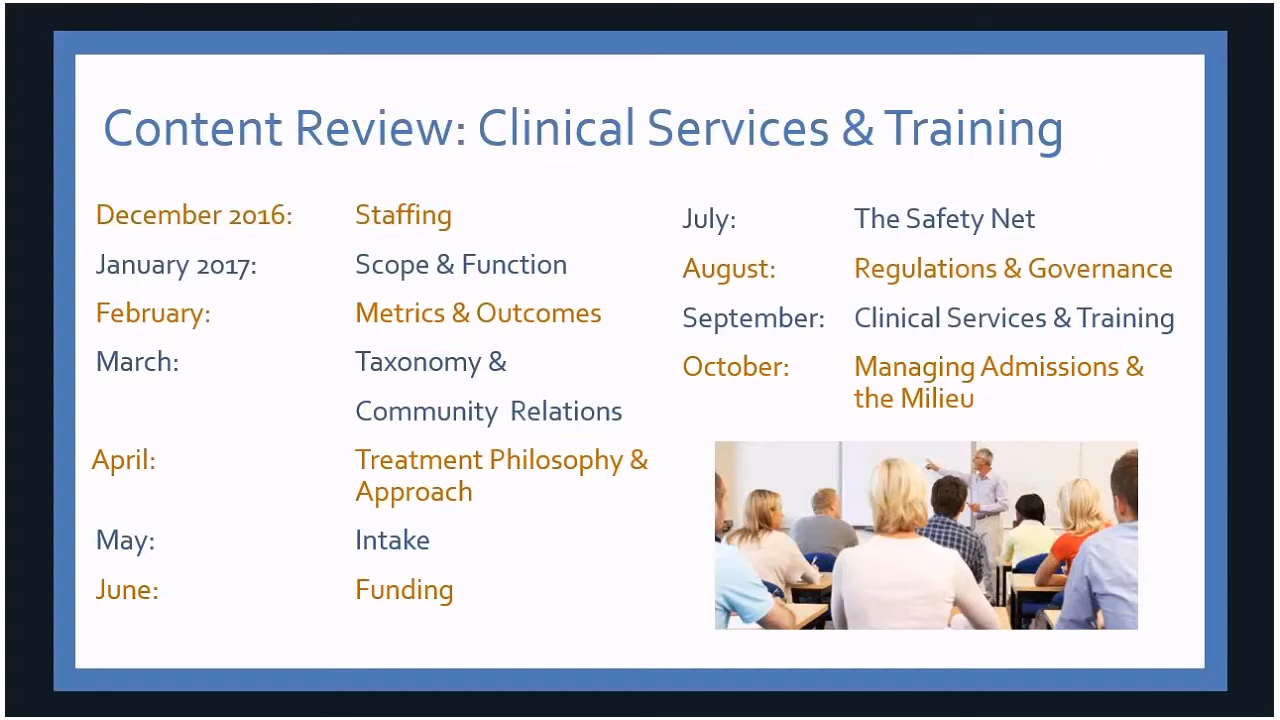 Content Review: Clinical Services & Training
December 2016: Staffing
January 2017: Scope & Function
February: Metrics & Outcomes
March: Taxonomy &
Community Relations
April: Treatment Philosophy &
Approach
May: Intake
June: Funding
July: The Safety Net
August: Regulations & Governance
September: Clinical Services & Training
October: Managing Admissions &
the Milieu